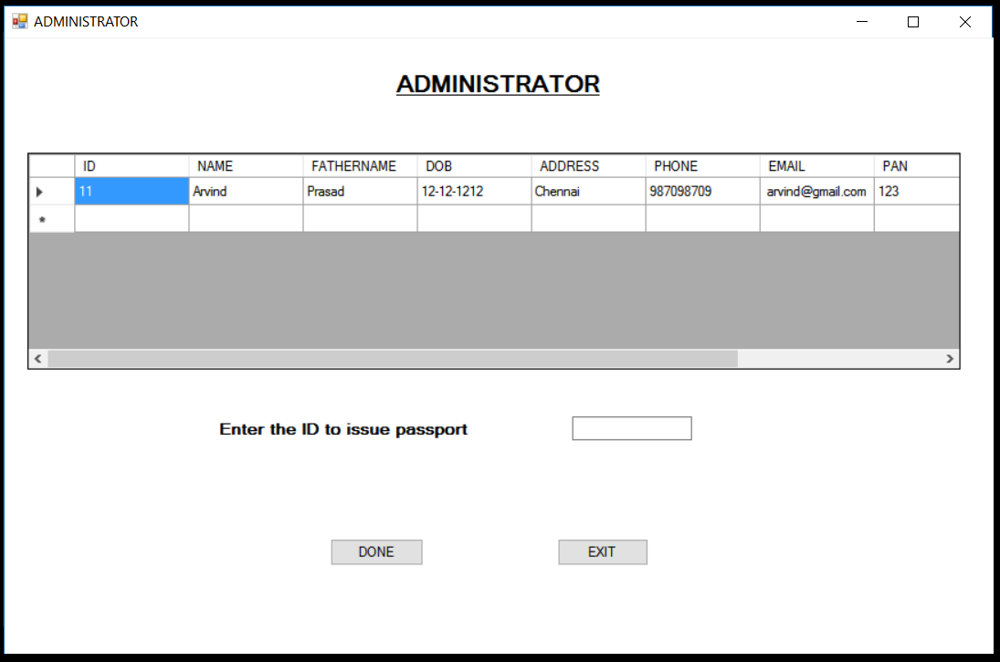 ADMINISTRATOR
ADMINISTRATOR
ID NAME FATHERNAME DOB ADDRESS PHONE EMAIL PAN
11 Arvind Prasad 12-12-1212 Chennai 987098709 arvind@gmail.com 123
*
Enter the ID to issue passport
DONE EXIT